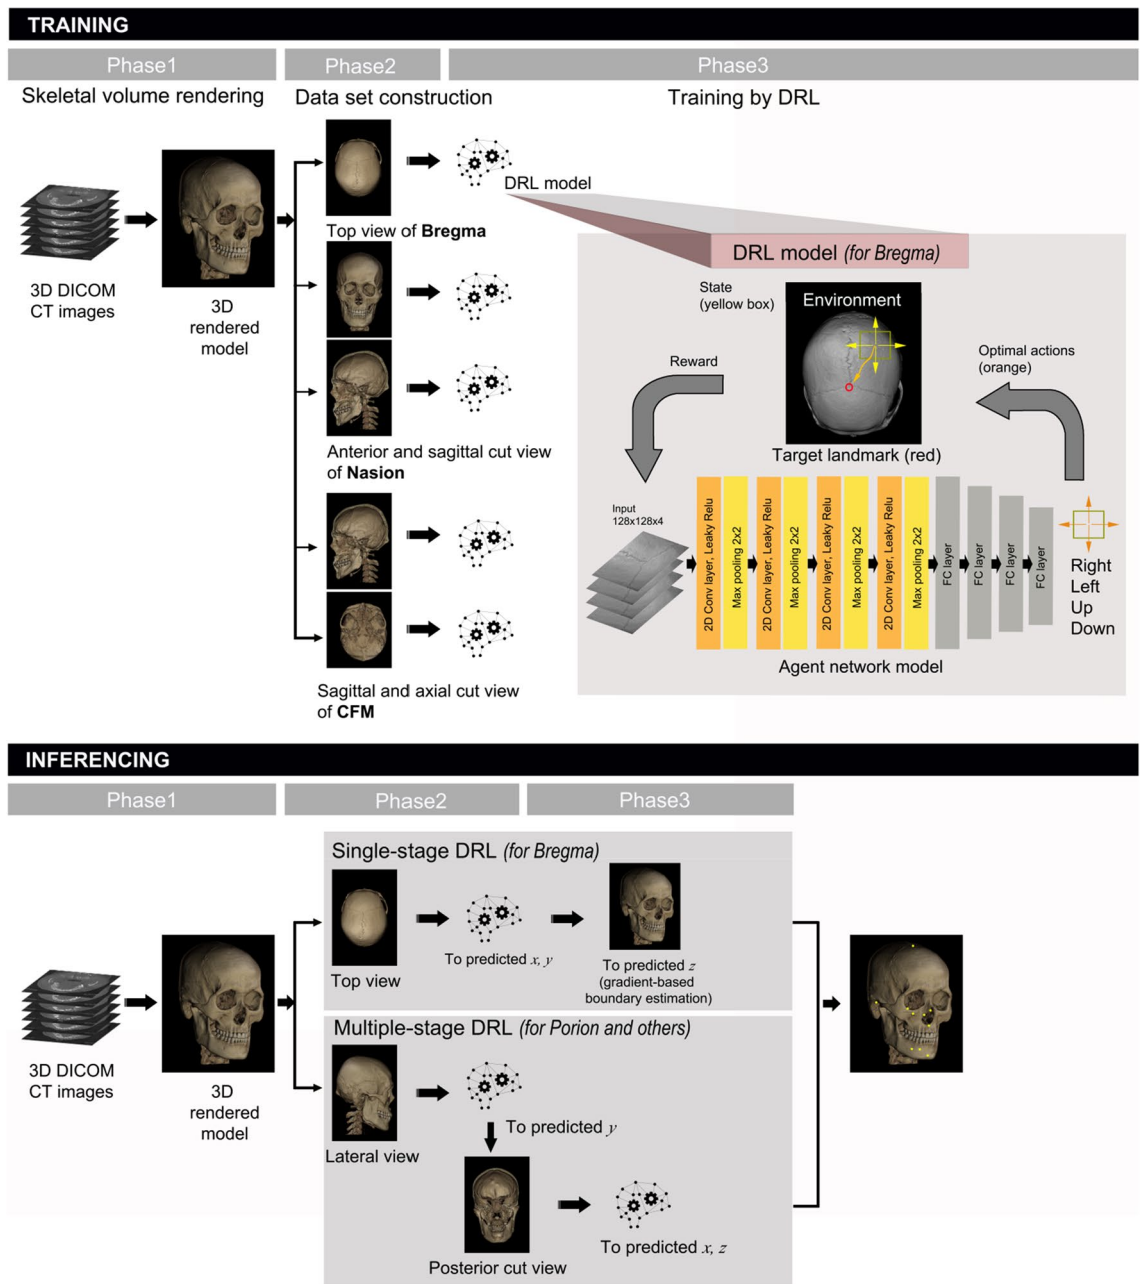 TRAINING
Phase1
Phase2
Phase3
Skeletal volume rendering
Data set construction
Training by DRL
3D DICOM
CT images
3D
rendered
model
Top view of Bregma
DRL model
Anterior and sagittal cut view
of Nasion
Sagittal and axial cut view
of CFM
DRL model (for Bregma)
State
(yellow box)
Environment
Reward
Optimal actions
(orange)
Target landmark (red)
Input
128x128x4
2D Conv layer, Leaky Relu
Max pooling 2x2
2D Conv layer, Leaky Relu
Max pooling 2x2
2D Conv layer, Leaky Relu
Max pooling 2x2
2D Conv layer, Leaky Relu
Max pooling 2x2
FC layer
FC layer
FC layer
FC layer
Right
Left
Up
Down
Agent network model
INFERENCING
Phase1
Phase2
Phase3
3D DICOM
CT images
3D
rendered
model
Single-stage DRL (for Bregma)
Top view
To predicted x, y
To predicted z
(gradient-based
boundary estimation)
Multiple-stage DRL (for Porion and others)
Lateral view
To predicted y
Posterior cut view
To predicted x, z